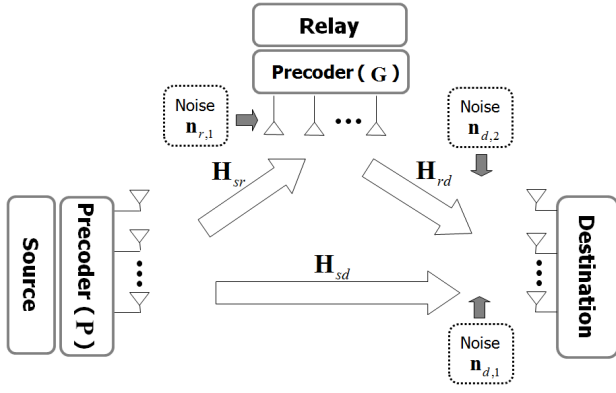 Relay
Precoder ( G )
Noise
n_{r,1}
Noise
n_{d,2}
H_{sr}
H_{rd}
Source
Precoder ( P )
H_{sd}
Destination
Noise
n_{d,1}